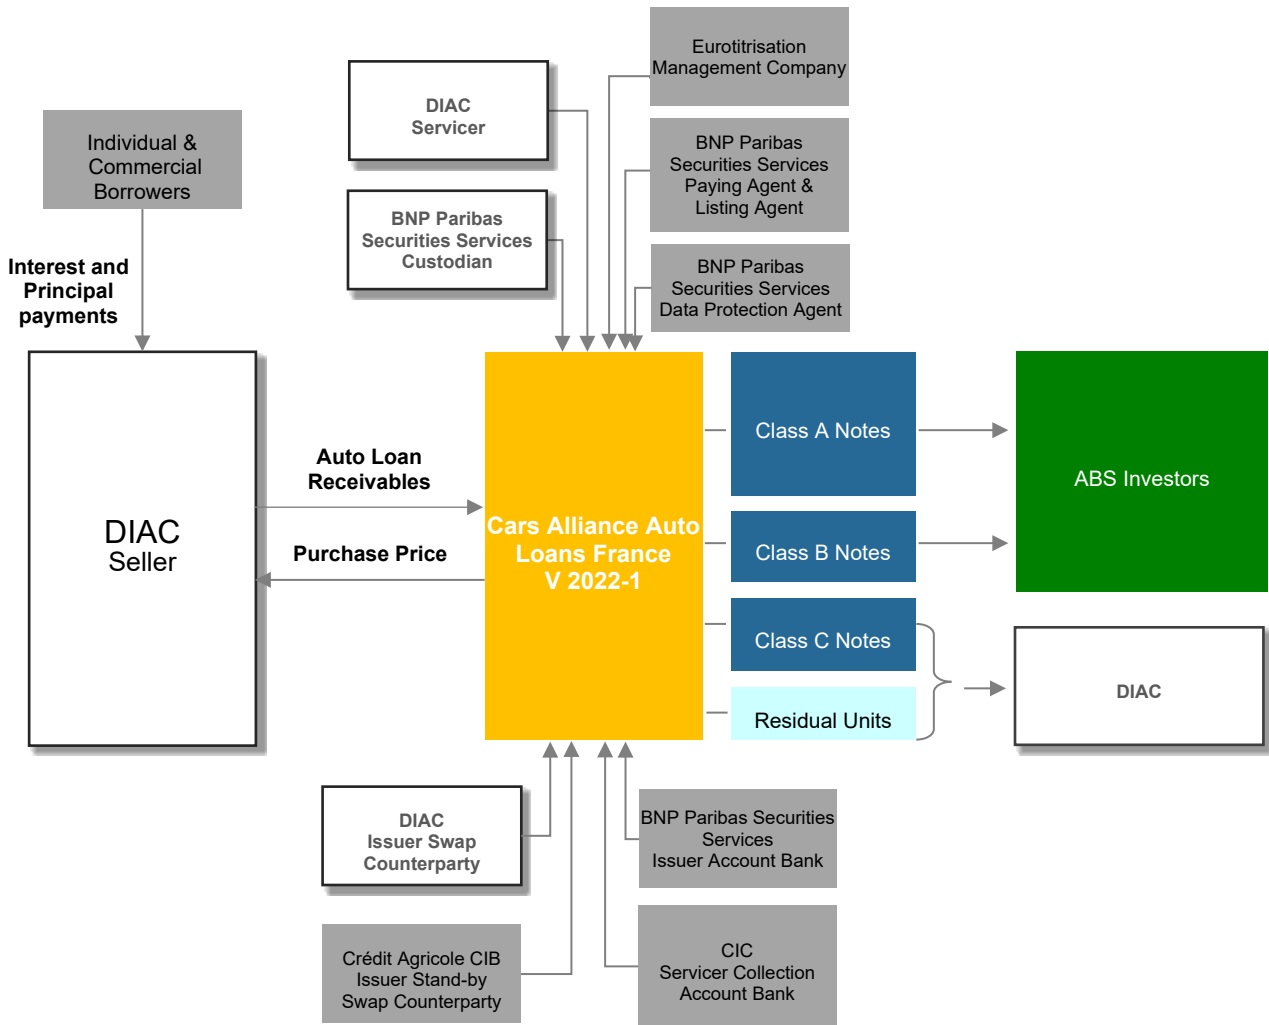 Eurotitrisation
Management Company
DIAC
Servicer
Individual &
Commercial
Borrowers
BNP Paribas
Securities Services
Paying Agent &
Listing Agent
BNP Paribas
Securities Services
Custodian
Interest and
Principal
payments
BNP Paribas
Securities Services
Data Protection Agent
Class A Notes
ABS Investors
Auto Loan
Receivables
DIAC
Seller
Purchase Price
Cars Alliance Auto
Loans France
V 2022-1
Class B Notes
Class C Notes
DIAC
Residual Units
DIAC
Issuer Swap
Counterparty
BNP Paribas Securities
Services
Issuer Account Bank
Crédit Agricole CIB
Issuer Stand-by
Swap Counterparty
CIC
Servicer Collection
Account Bank